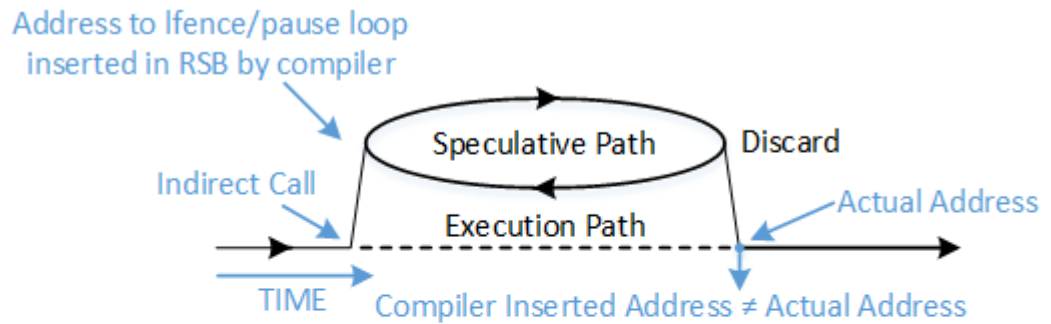 Address to lfence/pause loop
inserted in RSB by compiler
Speculative Path
Discard
Indirect Call
Actual Address
Execution Path
TIME
Compiler Inserted Address ≠ Actual Address